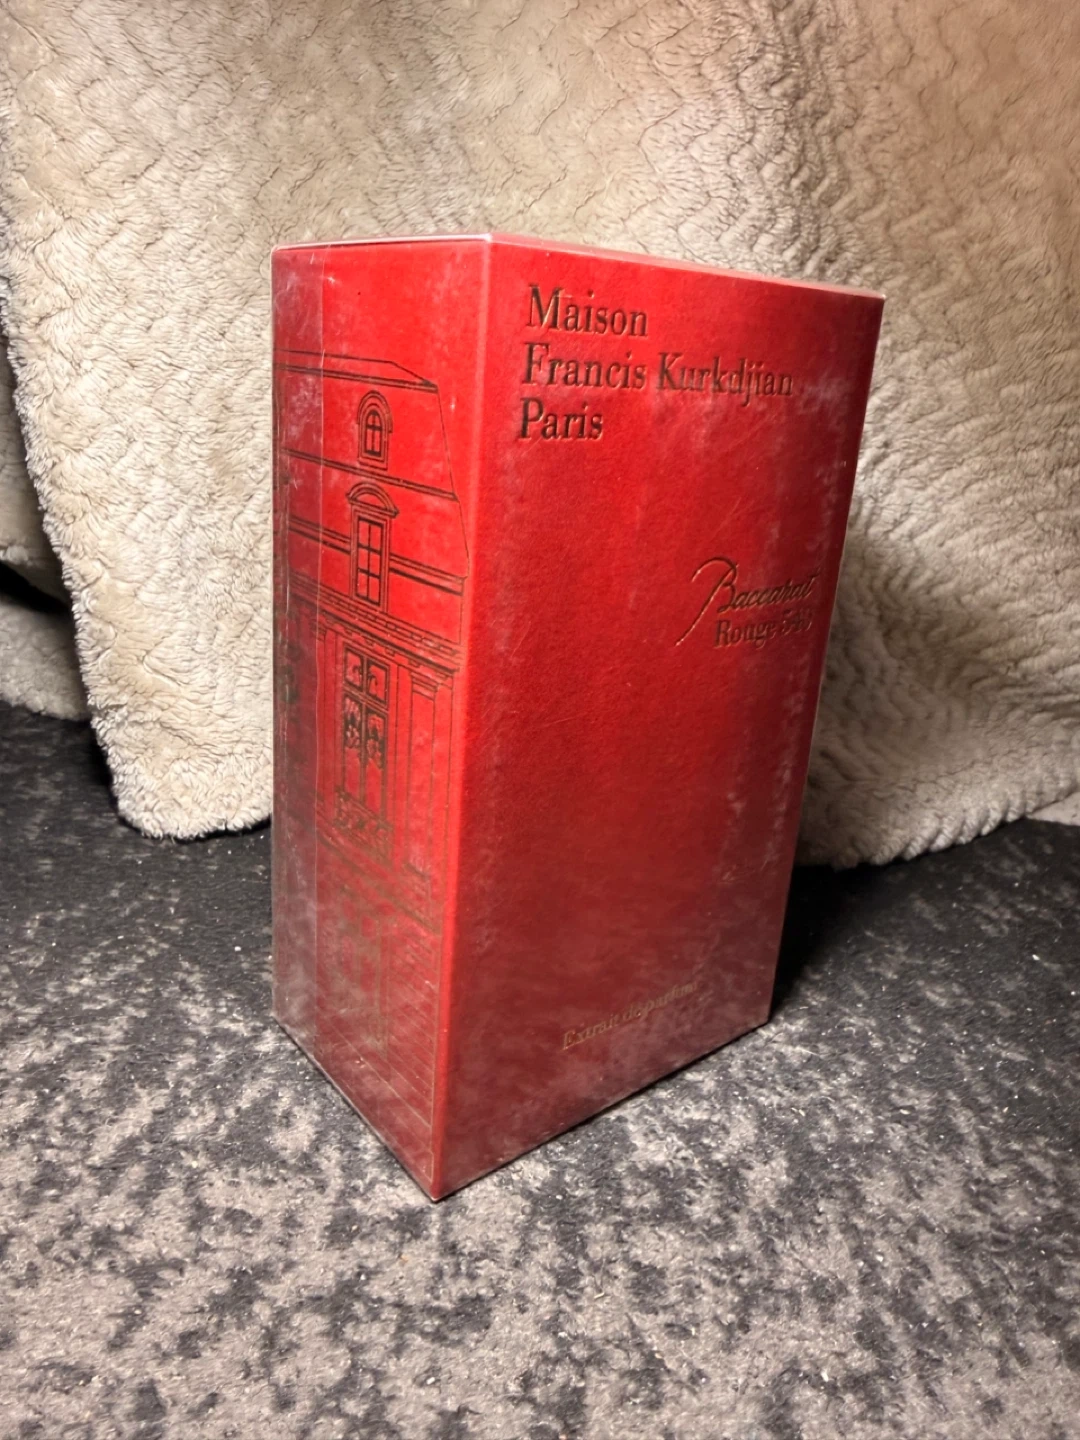 Maison
Francis Kurkdjian
Paris
Baccarat
Rouge 540
Extrait de parfum